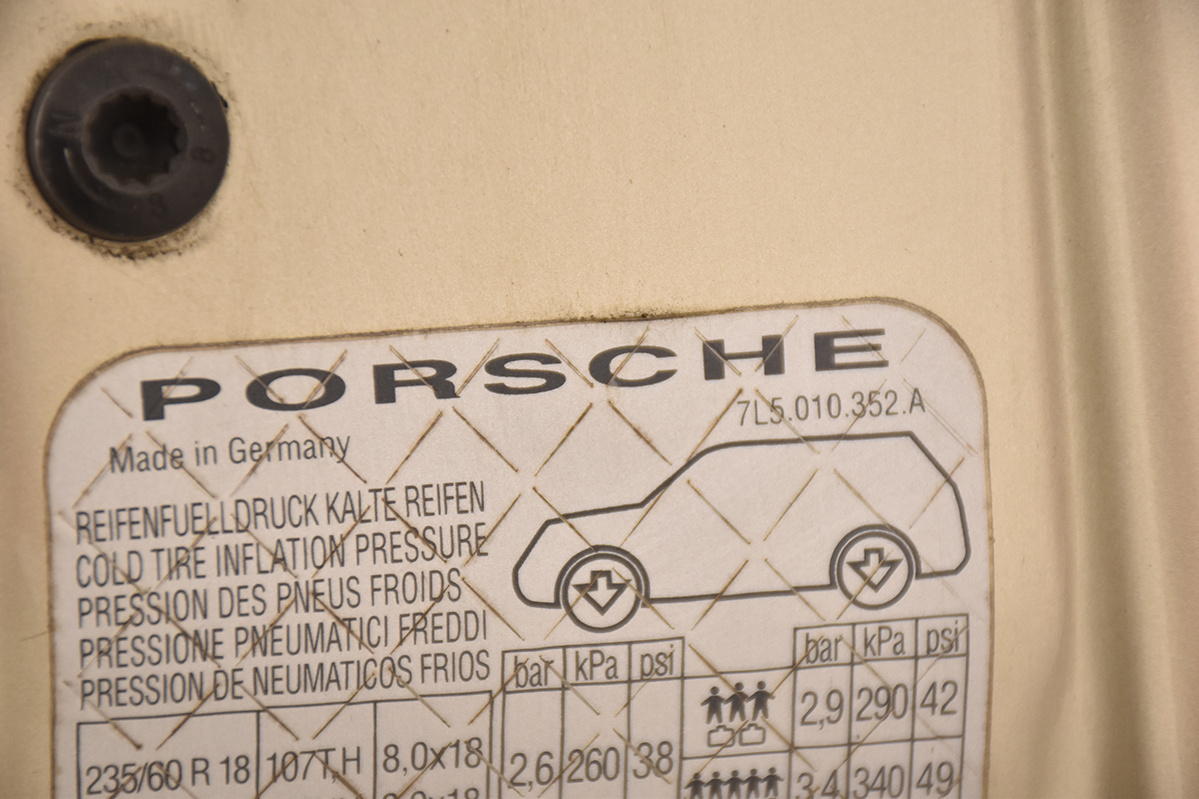 PORSCHE
7L5.010.352.A
Made in Germany
REIFENFUELLDRUCK KALTE REIFEN
COLD TIRE INFLATION PRESSURE
PRESSION DES PNEUS FROIDS
PRESSIONE PNEUMATICI FREDDI
PRESSION DE NEUMATICOS FRIOS
bar kPa psi
bar kPa psi
2,9 290 42
235/60 R 18 107T,H 8,0x18 2,6 260 38
3,4 340 49